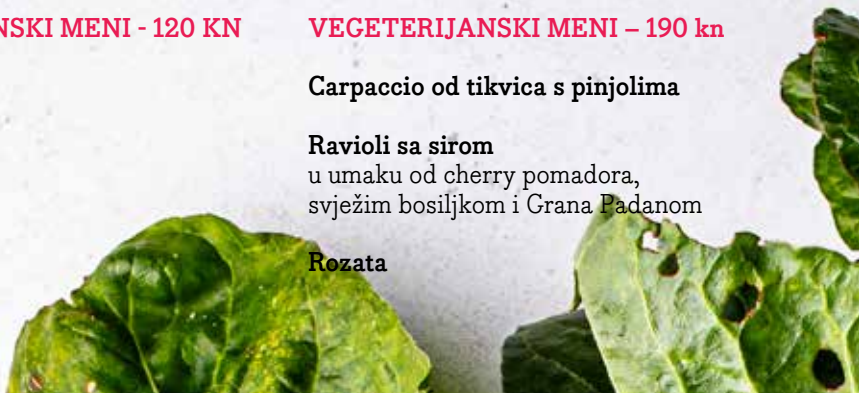 NSKI MENI - 120 KN
VEGETERIJANSKI MENI – 190 kn
Carpaccio od tikvica s pinjolima
Ravioli sa sirom
u umaku od cherry pomadora,
svježim bosiljkom i Grana Padanom
Rozata